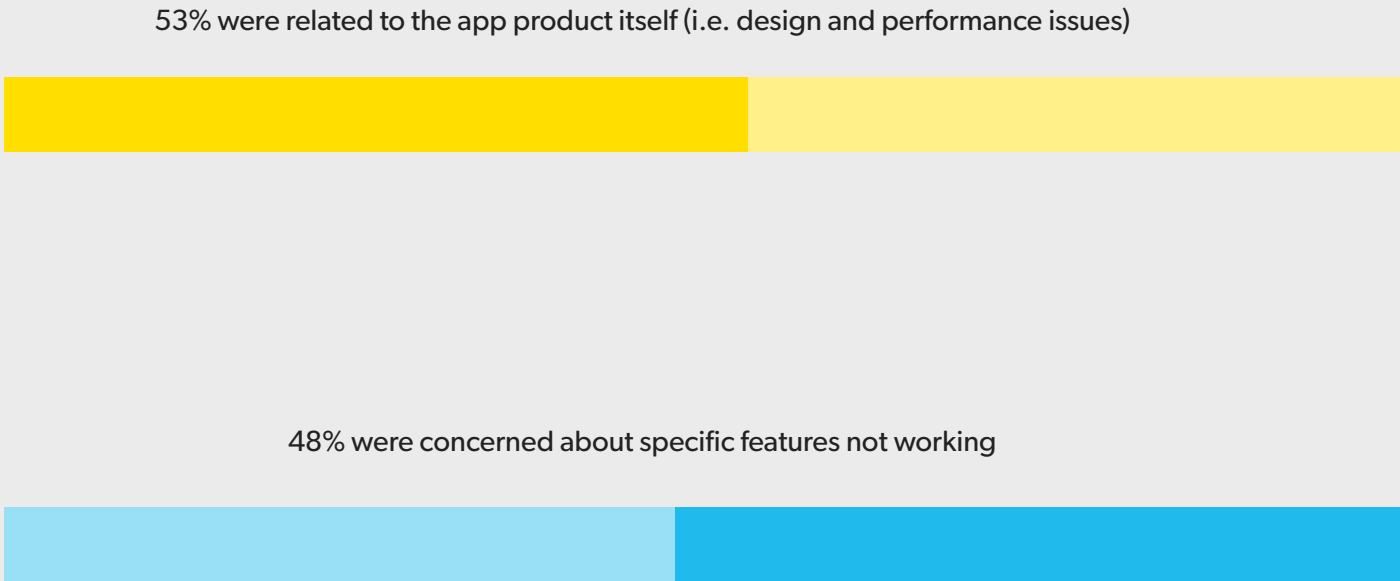 53% were related to the app product itself (i.e. design and performance issues)
48% were concerned about specific features not working